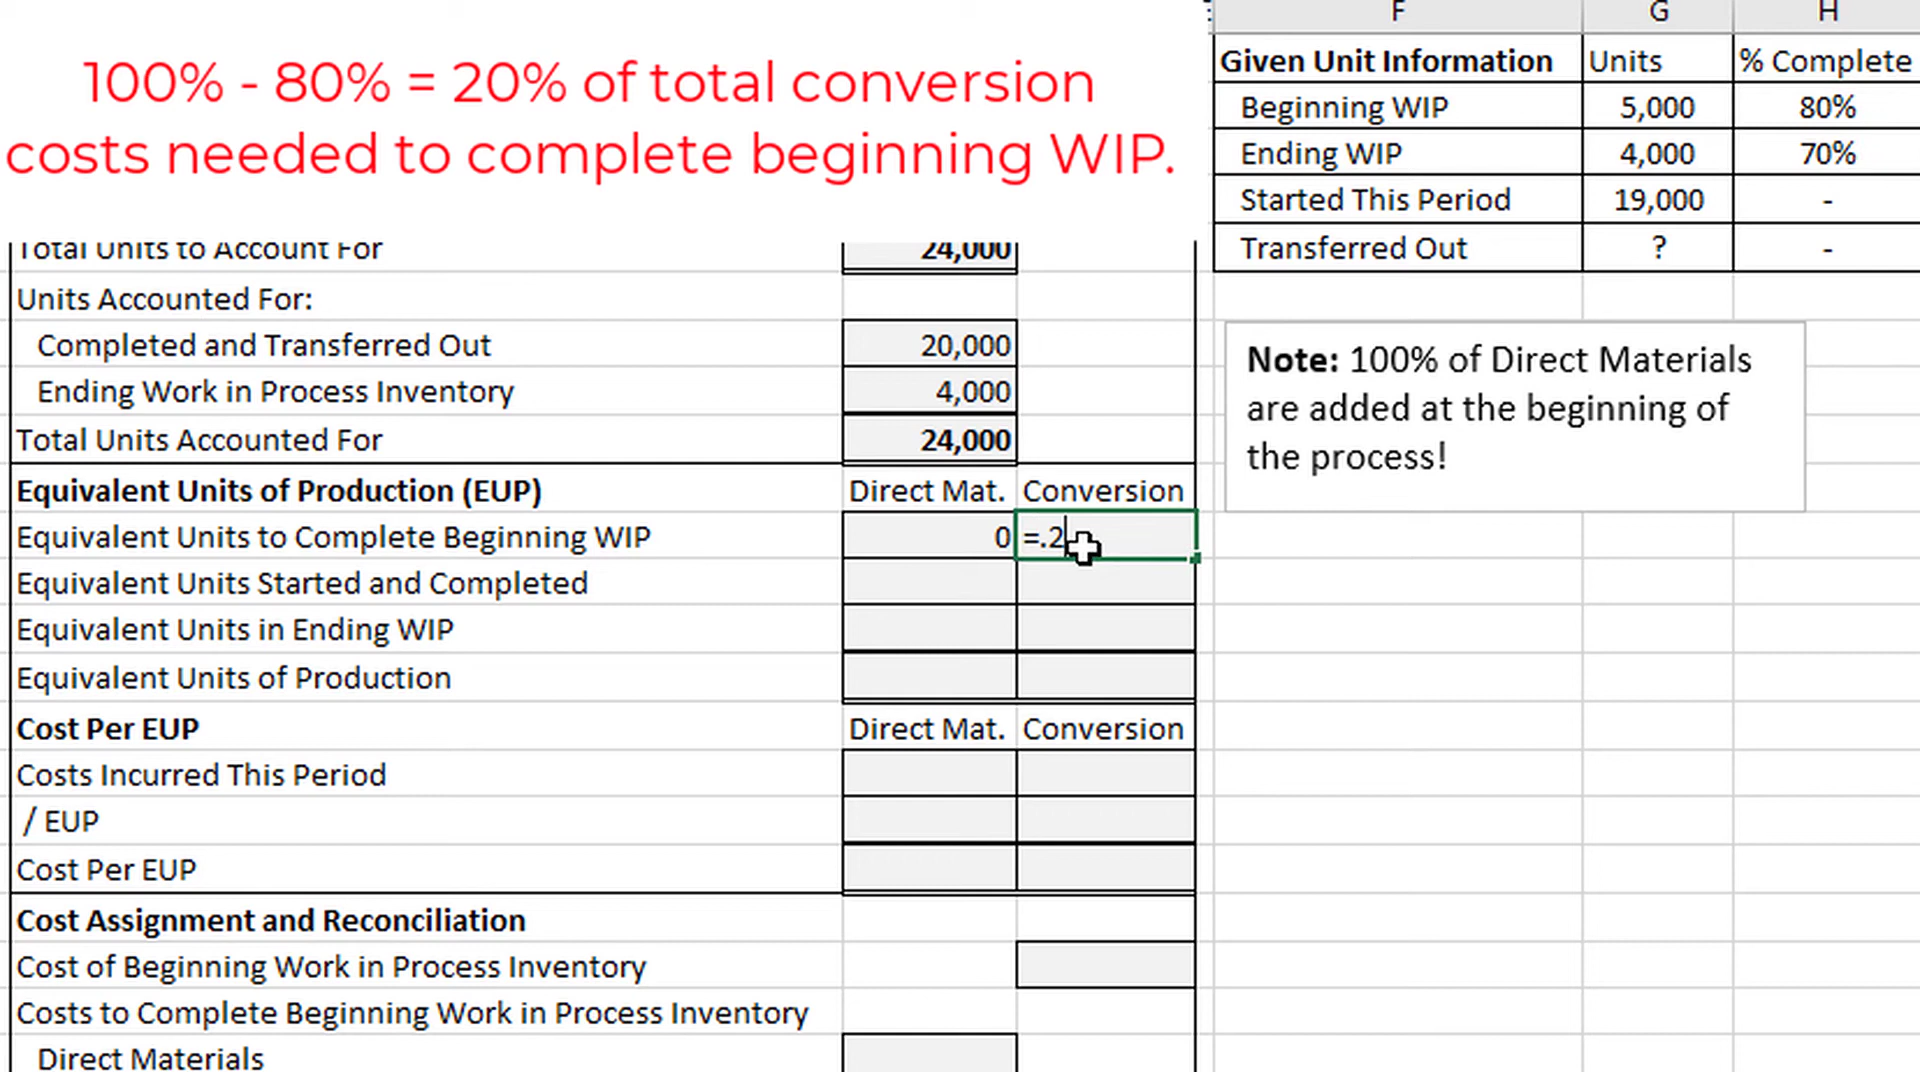 100% - 80% = 20% of total conversion
costs needed to complete beginning WIP.
F G H
Given Unit Information Units % Complete
Beginning WIP 5,000 80%
Ending WIP 4,000 70%
Started This Period 19,000 -
Transferred Out ? -
Note: 100% of Direct Materials
are added at the beginning of
the process!
Total Units to Account For 24,000
Units Accounted For:
Completed and Transferred Out 20,000
Ending Work in Process Inventory 4,000
Total Units Accounted For 24,000
Equivalent Units of Production (EUP) Direct Mat. Conversion
Equivalent Units to Complete Beginning WIP 0 =.2
Equivalent Units Started and Completed
Equivalent Units in Ending WIP
Equivalent Units of Production
Cost Per EUP Direct Mat. Conversion
Costs Incurred This Period
/ EUP
Cost Per EUP
Cost Assignment and Reconciliation
Cost of Beginning Work in Process Inventory
Costs to Complete Beginning Work in Process Inventory
Direct Materials